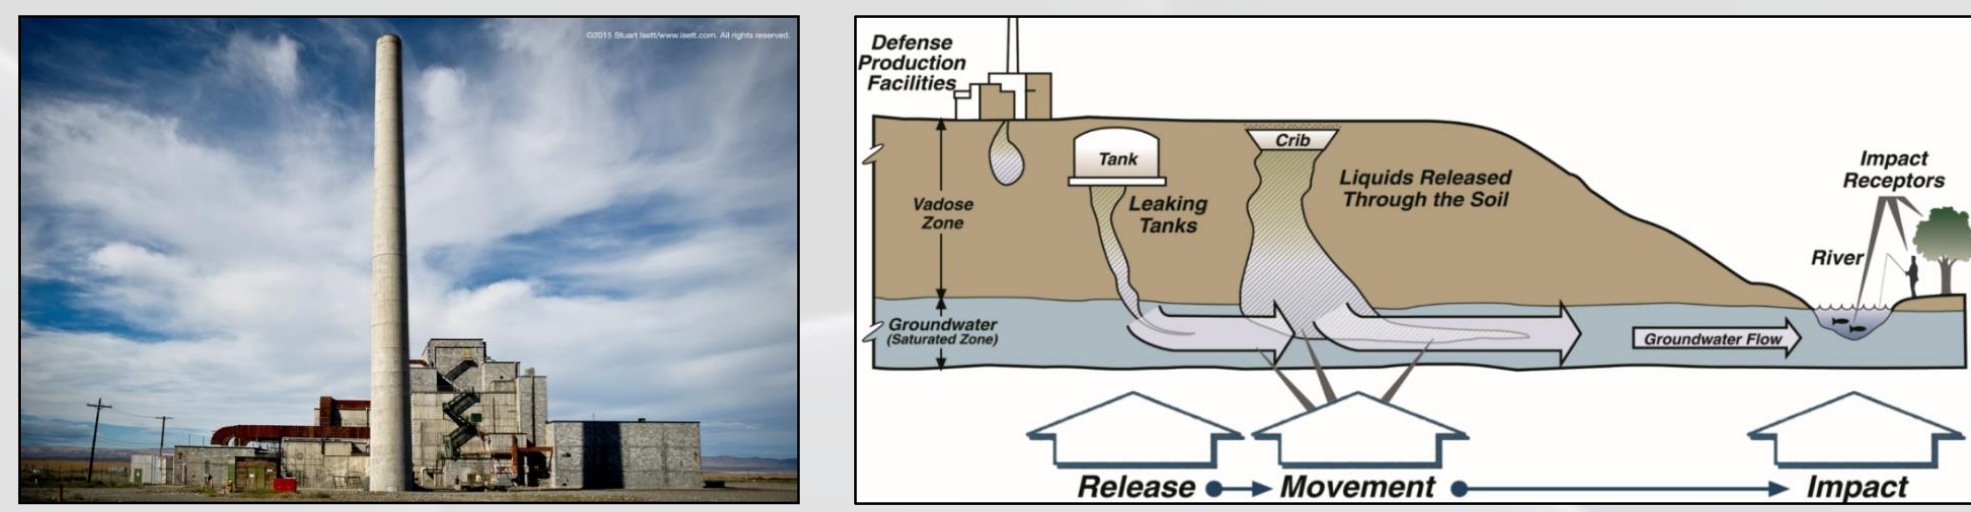 ©2015 Stuart Isett/www.isett.com. All rights reserved.
Defense
Production
Facilities
Tank
Crib
Liquids Released
Through the Soil
Impact
Receptors
Vadose
Zone
Leaking
Tanks
River
Groundwater
(Saturated Zone)
Groundwater Flow
Release
Movement
Impact